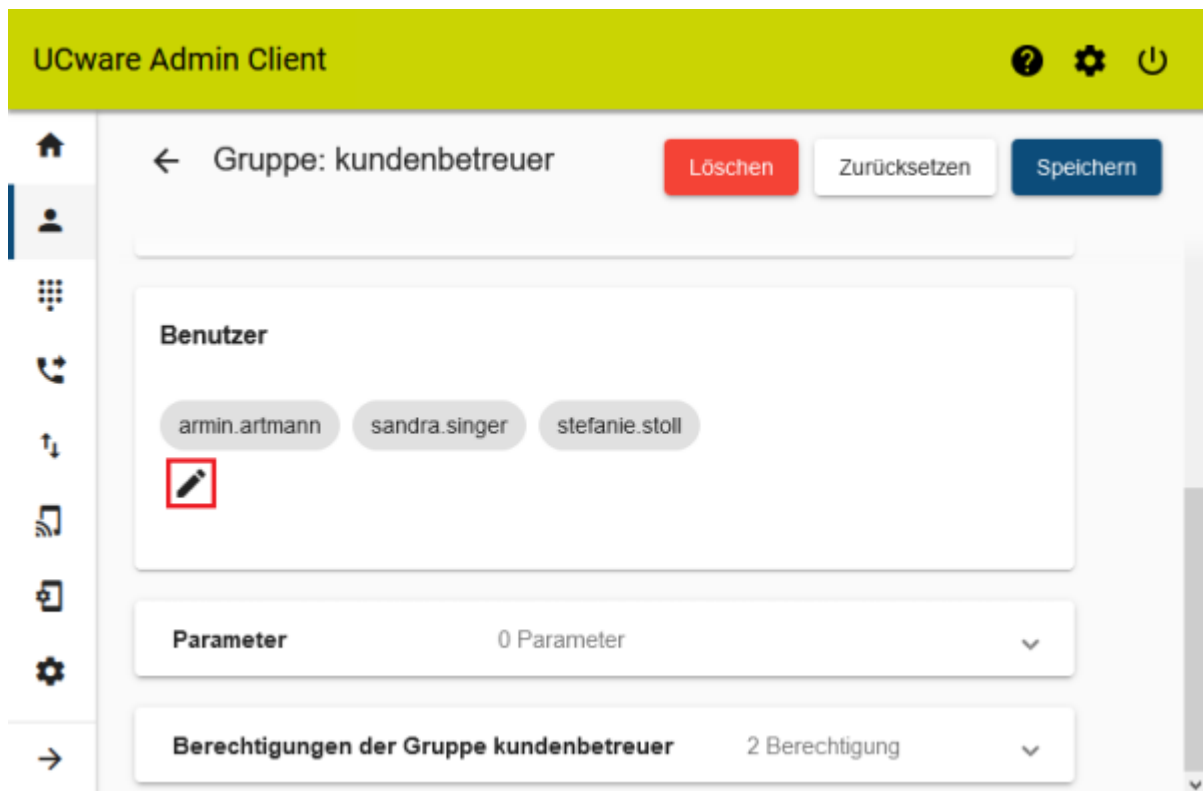 UCware Admin Client
Gruppe: kundenbetreuer
Löschen
Zurücksetzen
Speichern
Benutzer
armin.artmann
sandra.singer
stefanie.stoll
Parameter
0 Parameter
Berechtigungen der Gruppe kundenbetreuer
2 Berechtigung